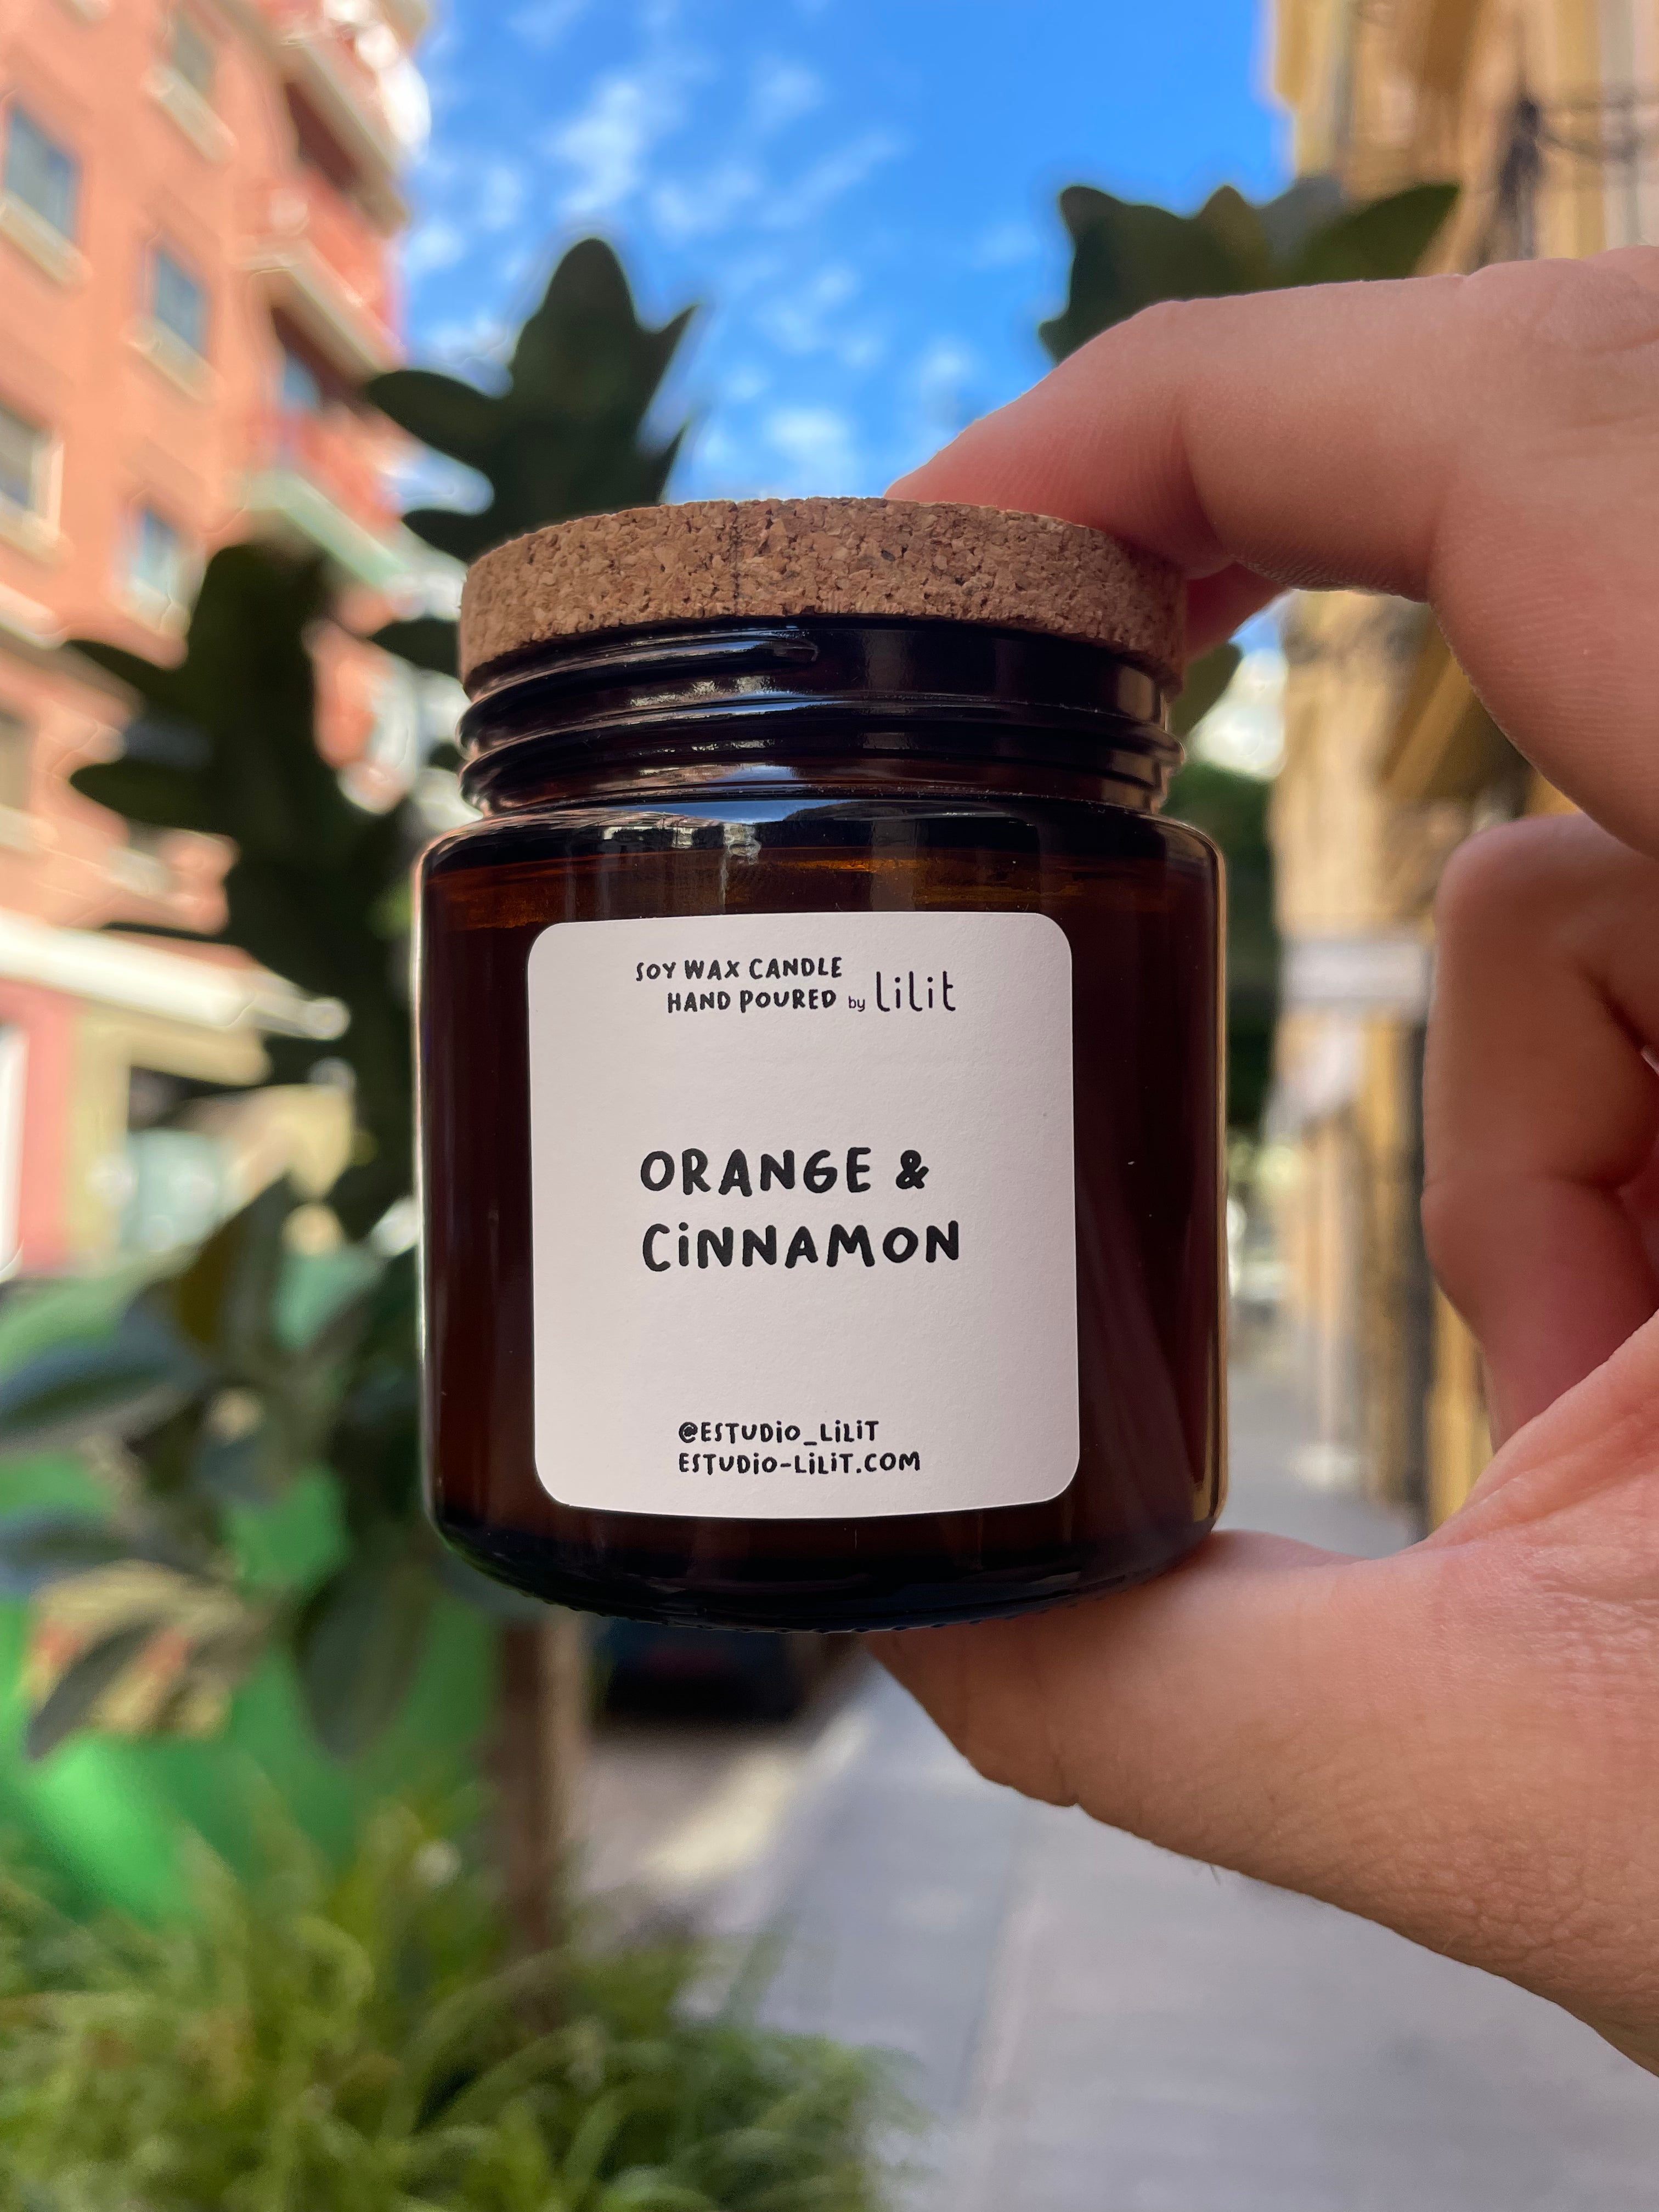 SOY WAX CANDLE
HAND POURED by lilit
ORANGE &
CiNNAMON
@ESTUDiO_LiLiT
ESTUDiO-LiLiT.COM